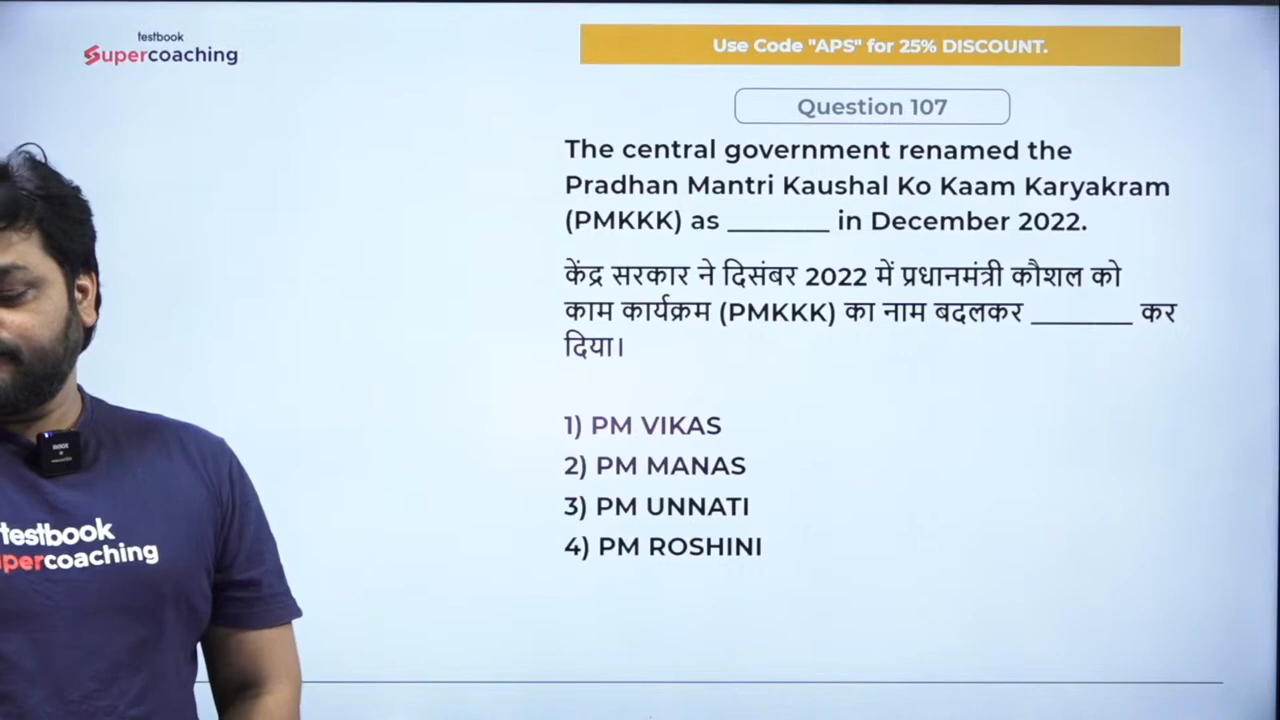 testbook
Supercoaching
Use Code "APS" for 25% DISCOUNT.
Question 107
The central government renamed the
Pradhan Mantri Kaushal Ko Kaam Karyakram
(PMKKK) as ________ in December 2022.
केंद्र सरकार ने दिसंबर 2022 में प्रधानमंत्री कौशल को
काम कार्यक्रम (PMKKK) का नाम बदलकर ________ कर
दिया।
1) PM VIKAS
2) PM MANAS
3) PM UNNATI
4) PM ROSHINI
testbook
percoaching